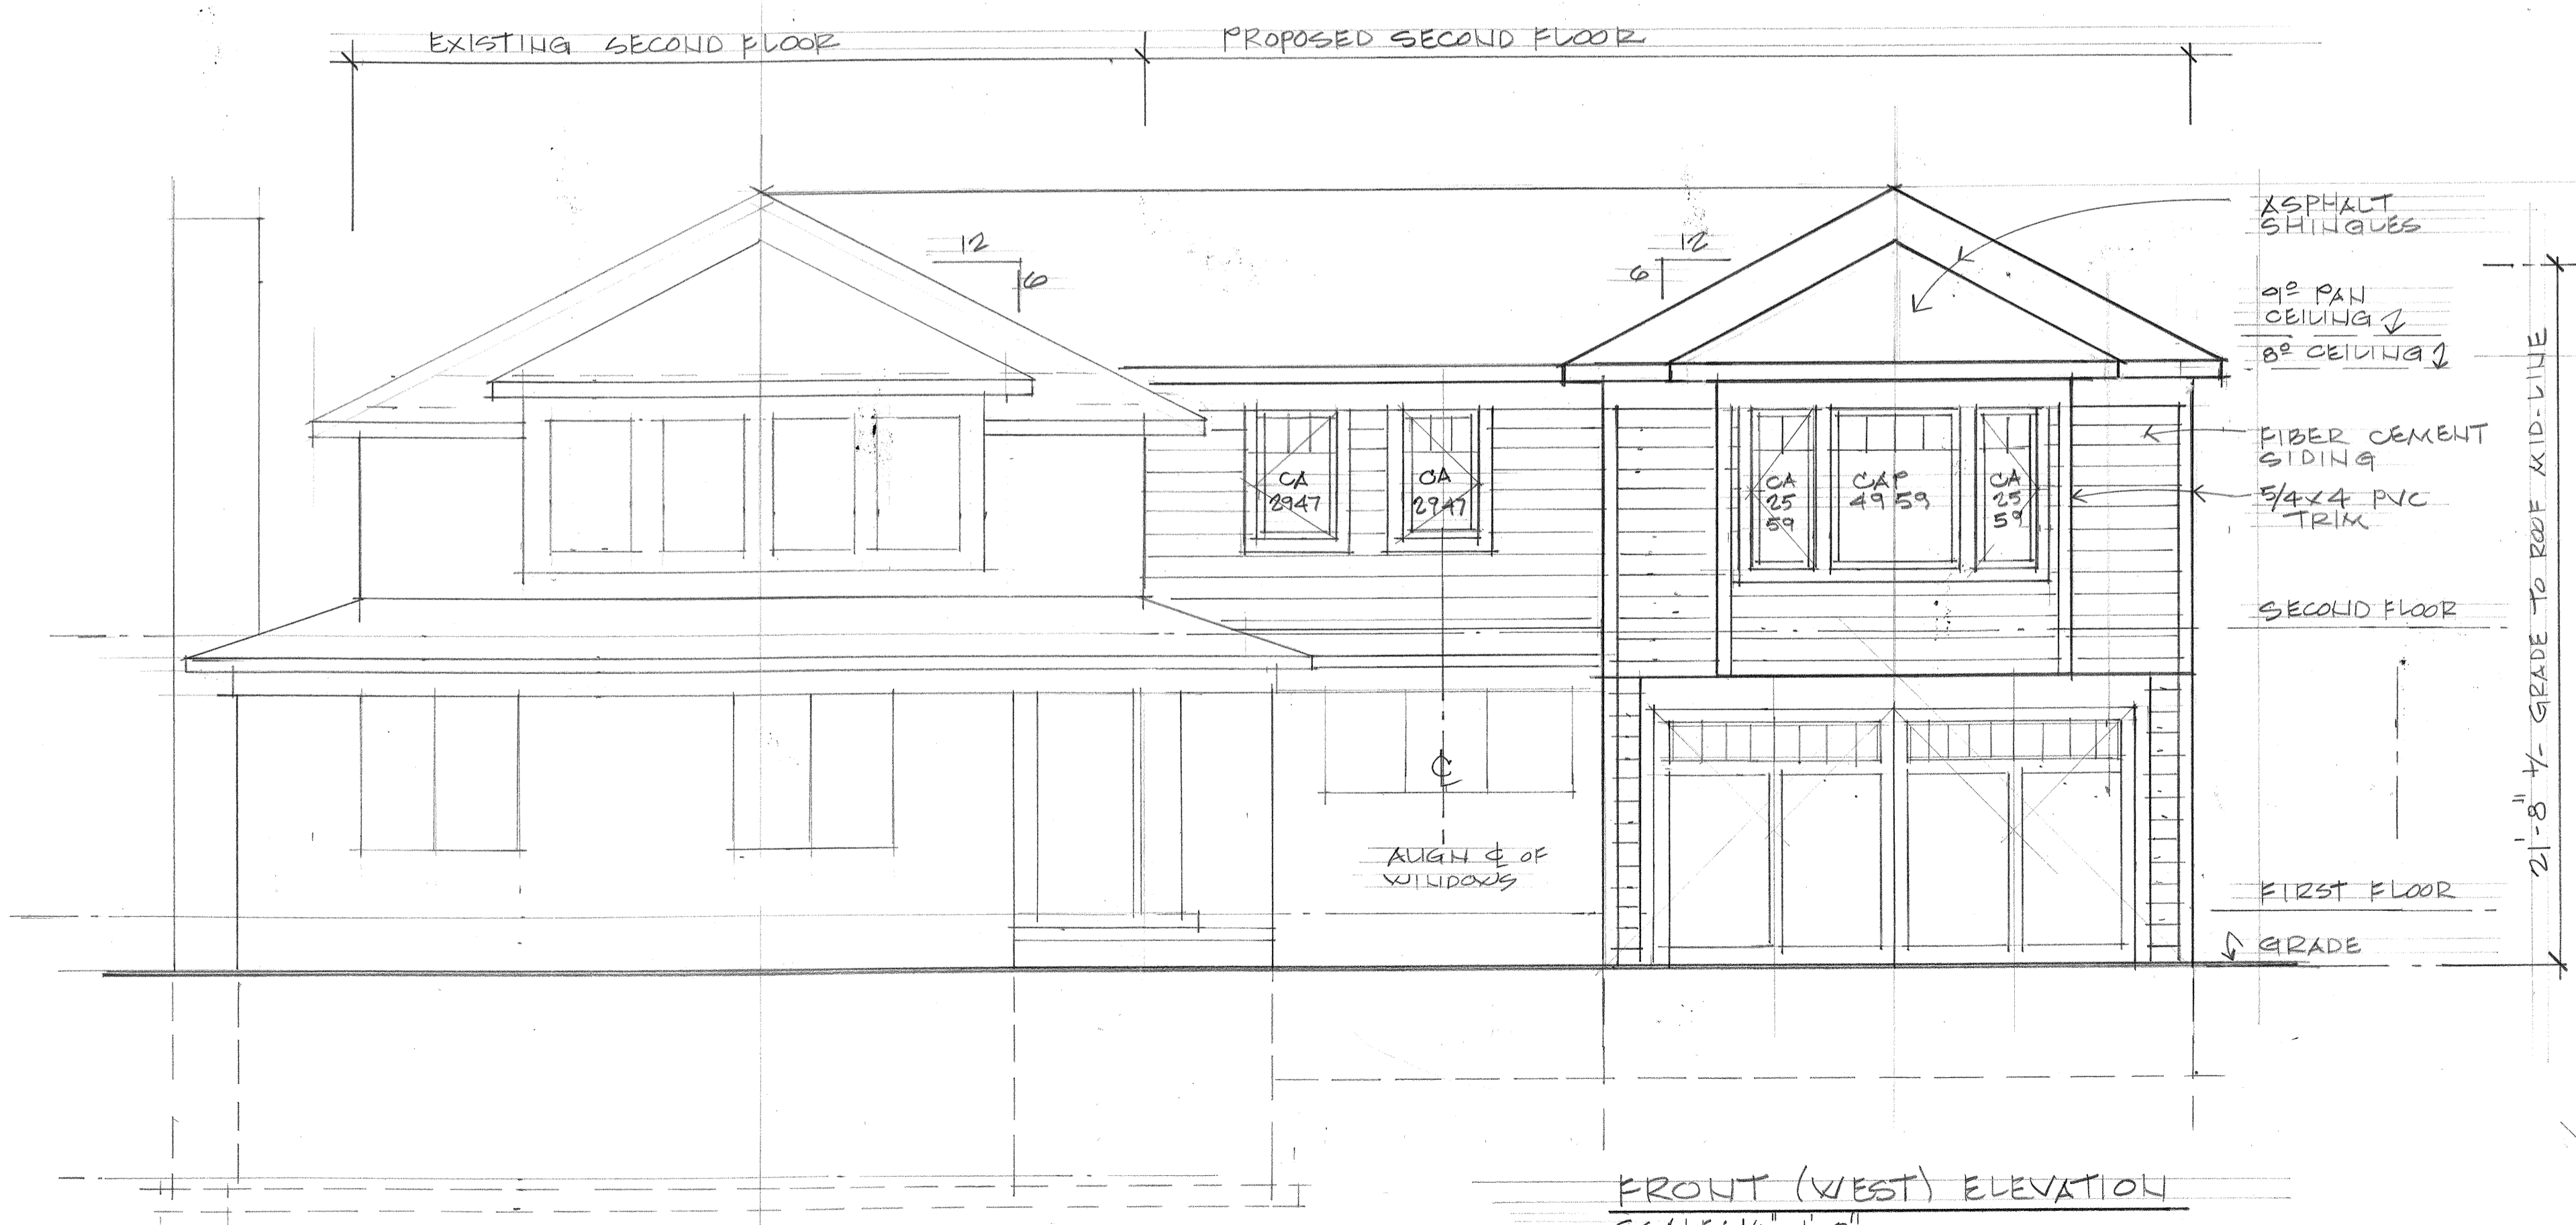 EXISTING SECOND FLOOR
PROPOSED SECOND FLOOR
12
6
12
6
ASPHALT
SHINGLES
9'0 PAN
CEILING
8'0 CEILING
FIBER CEMENT
SIDING
5/4x4 PVC
TRIM
SECOND FLOOR
FIRST FLOOR
GRADE
21'-8" +/- GRADE TO ROOF MID-LINE
CA
2947
CA
2947
CA
25
59
CAP
4959
CA
25
59
℄
ALIGN ℄ OF
WINDOWS
FRONT (WEST) ELEVATION